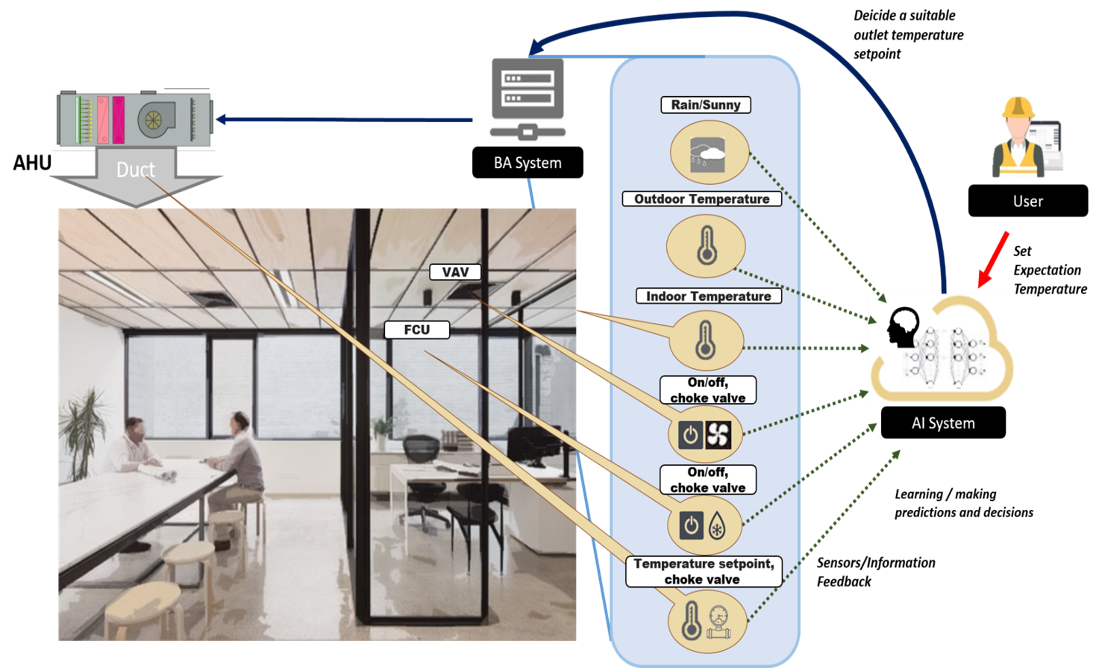 Deicide a suitable
outlet temperature
setpoint
Rain/Sunny
AHU
Duct
BA System
Outdoor Temperature
User
Set
Expectation
Temperature
VAV
Indoor Temperature
FCU
On/off,
choke valve
AI System
On/off,
choke valve
Learning / making
predictions and decisions
Temperature setpoint,
choke valve
Sensors/Information
Feedback